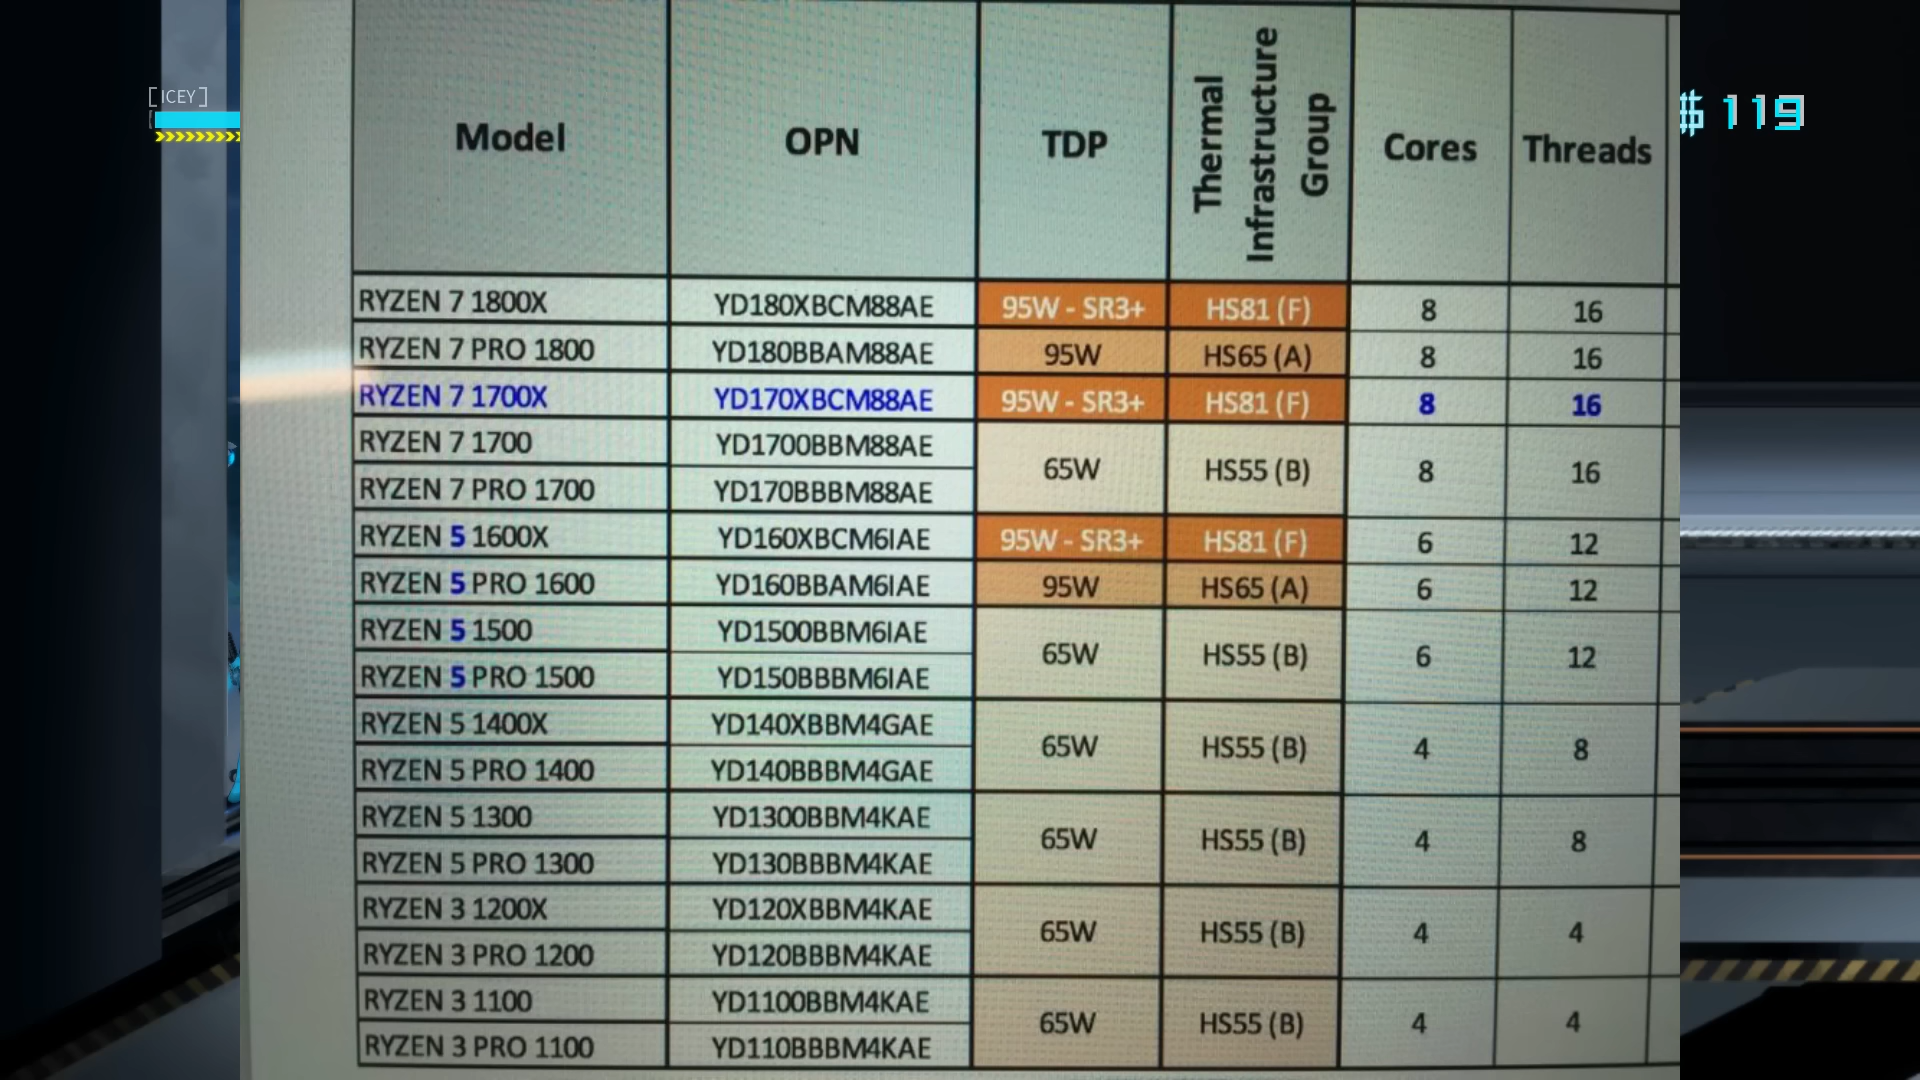 [ICEY]
$ 119
Model OPN TDP Thermal Infrastructure Group Cores Threads
RYZEN 7 1800X YD180XBCM88AE 95W - SR3+ HS81 (F) 8 16
RYZEN 7 PRO 1800 YD180BBAM88AE 95W HS65 (A) 8 16
RYZEN 7 1700X YD170XBCM88AE 95W - SR3+ HS81 (F) 8 16
RYZEN 7 1700 YD1700BBM88AE 65W HS55 (B) 8 16
RYZEN 7 PRO 1700 YD170BBBM88AE
RYZEN 5 1600X YD160XBCM6IAE 95W - SR3+ HS81 (F) 6 12
RYZEN 5 PRO 1600 YD160BBAM6IAE 95W HS65 (A) 6 12
RYZEN 5 1500 YD1500BBM6IAE 65W HS55 (B) 6 12
RYZEN 5 PRO 1500 YD150BBBM6IAE
RYZEN 5 1400X YD140XBBM4GAE 65W HS55 (B) 4 8
RYZEN 5 PRO 1400 YD140BBBM4GAE
RYZEN 5 1300 YD1300BBM4KAE 65W HS55 (B) 4 8
RYZEN 5 PRO 1300 YD130BBBM4KAE
RYZEN 3 1200X YD120XBBM4KAE 65W HS55 (B) 4 4
RYZEN 3 PRO 1200 YD120BBBM4KAE
RYZEN 3 1100 YD1100BBM4KAE 65W HS55 (B) 4 4
RYZEN 3 PRO 1100 YD110BBBM4KAE